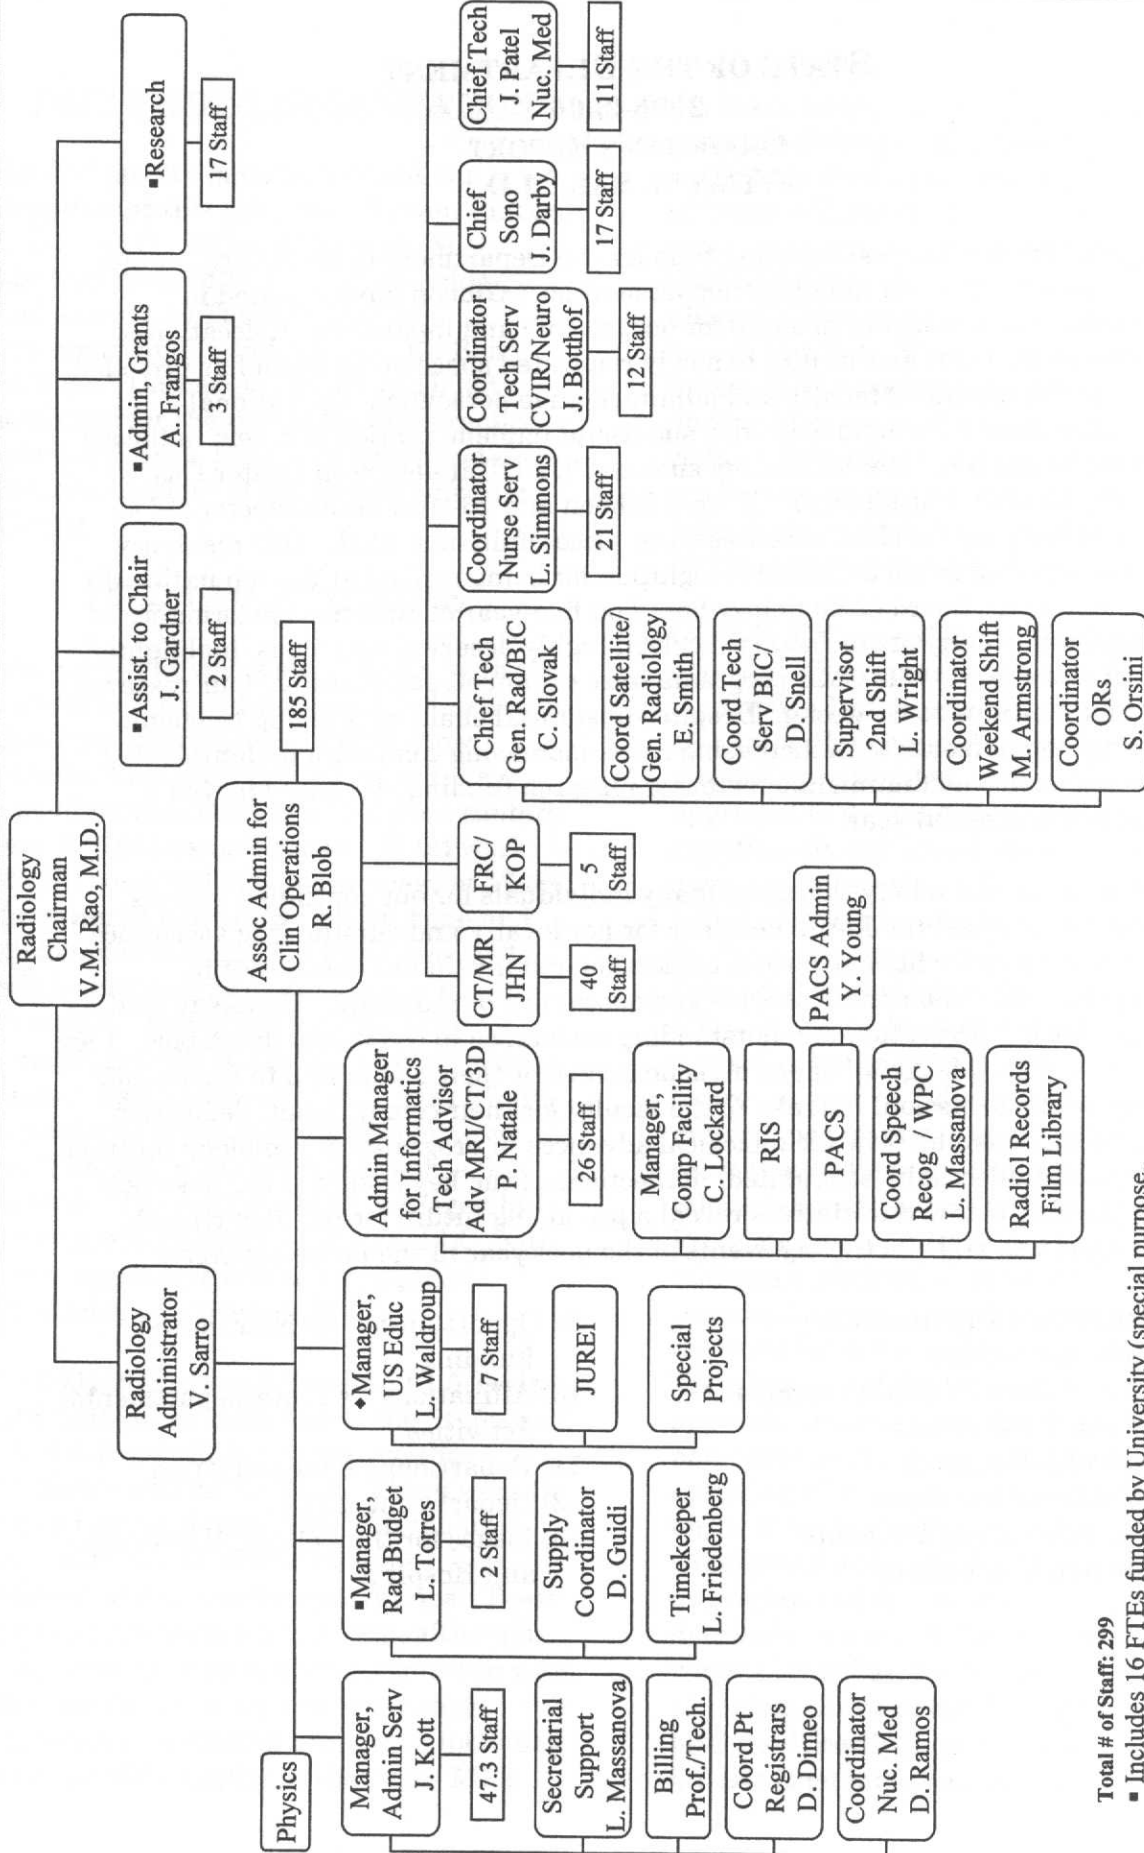 Radiology
Chairman
V.M. Rao, M.D.
Radiology
Administrator
V. Sarro
▪Assist to Chair
J. Gardner
2 Staff
▪Admin, Grants
A. Frangos
3 Staff
▪Research
17 Staff
Physics
Assoc Admin for
Clin Operations
R. Blob
185 Staff
Manager,
Admin Serv
J. Kott
47.3 Staff
Secretarial
Support
L. Massanova
Billing
Prof./Tech.
Coord Pt
Registrars
D. Dimeo
Coordinator
Nuc. Med
D. Ramos
▪Manager,
Rad Budget
L. Torres
2 Staff
Supply
Coordinator
D. Guidi
Timekeeper
L. Friedenberg
◆Manager,
US Educ
L. Waldroup
7 Staff
JUREI
Special
Projects
Admin Manager
for Informatics
Tech Advisor
Adv MRI/T/3D
P. Natale
26 Staff
Manager,
Comp Facility
C. Lockard
RIS
PACS
PACS Admin
Y. Young
Coord Speech
Recog / WPC
L. Massanova
Radiol Records
Film Library
CT/MR
JHN
40
Staff
FRC/
KOP
5
Staff
Chief Tech
Gen. Rad/BIC
C. Slovak
Coord Satellite/
Gen. Radiology
E. Smith
Coord Tech
Serv BIC/
D. Snell
Supervisor
2nd Shift
L. Wright
Coordinator
Weekend Shift
M. Armstrong
Coordinator
ORs
S. Orsini
Coordinator
Nurse Serv
L. Simmons
21 Staff
Coordinator
Tech Serv
CVIR/Neuro
J. Botthof
12 Staff
Chief
Sono
J. Darby
17 Staff
Chief Tech
J. Patel
Nuc. Med
11 Staff
Total # of Staff: 299
▪ Includes 16 FTEs funded by University (special purpose